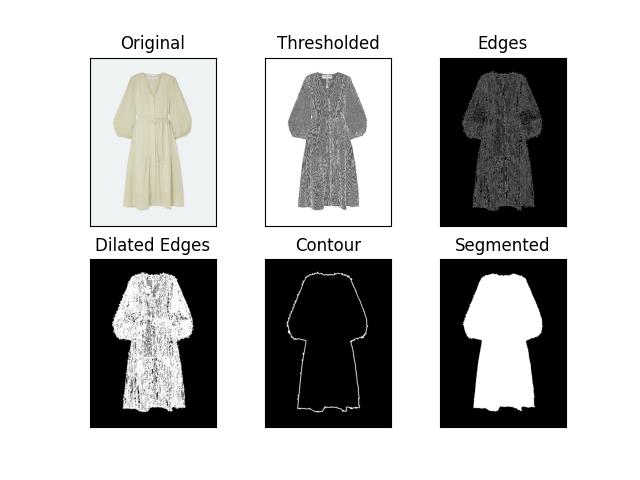 Original
Thresholded
Edges
Dilated Edges
Contour
Segmented